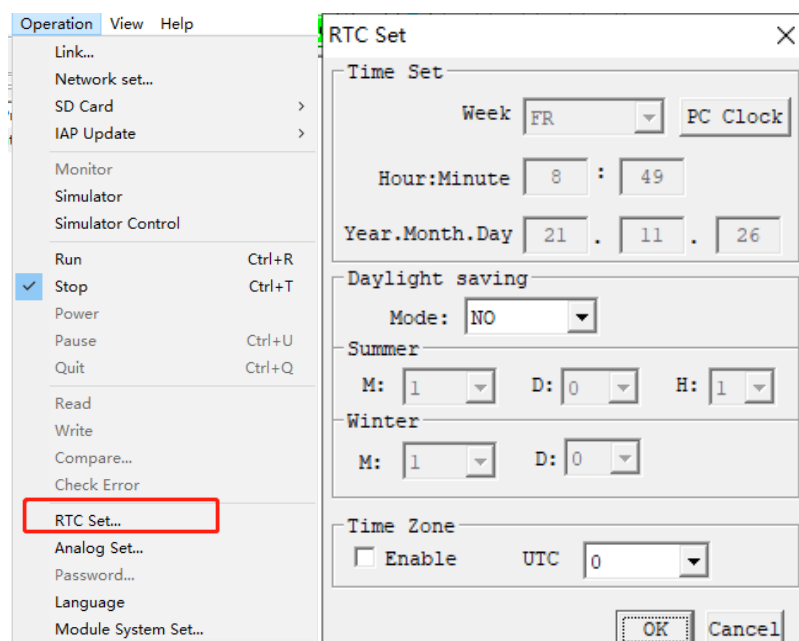 Operation View Help
Link...
Network set...
SD Card >
IAP Update >
Monitor
Simulator
Simulator Control
Run Ctrl+R
Stop Ctrl+T
Power
Pause Ctrl+U
Quit Ctrl+Q
Read
Write
Compare...
Check Error
RTC Set...
Analog Set...
Password...
Language
Module System Set...
RTC Set
Time Set
Week FR PC Clock
Hour:Minute 8 : 49
Year.Month.Day 21 . 11 . 26
Daylight saving
Mode: NO
Summer
M: 1 D: 0 H: 1
Winter
M: 1 D: 0
Time Zone
Enable UTC 0
OK Cancel